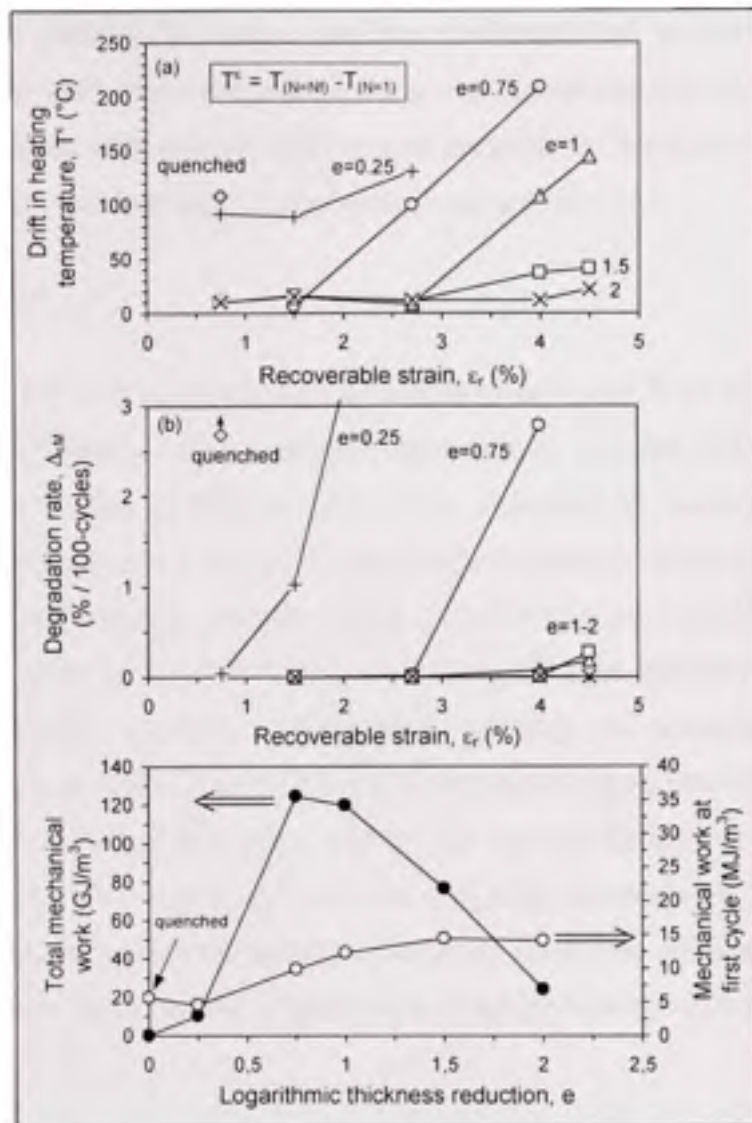 250
(a)
Tᵋ = T(N=Nf) -T(N=1)
200
e=0.75
150
e=1
quenched
e=0.25
100
50
1.5
2
0
0 1 2 3 4 5
Drift in heating
temperature, Tᵋ (°C)
Recoverable strain, εr (%)
3
(b)
e=0.25
quenched
e=0.75
2
1
e=1-2
0
0 1 2 3 4 5
Degradation rate, ΔεM
(% / 100-cycles)
Recoverable strain, εr (%)
140 40
120 35
100 30
80 25
60 20
40 15
20 10
0 5
0
quenched
0 0.5 1 1.5 2 2,5
Total mechanical
work (GJ/m³)
Mechanical work at
first cycle (MJ/m³)
Logarithmic thickness reduction, e